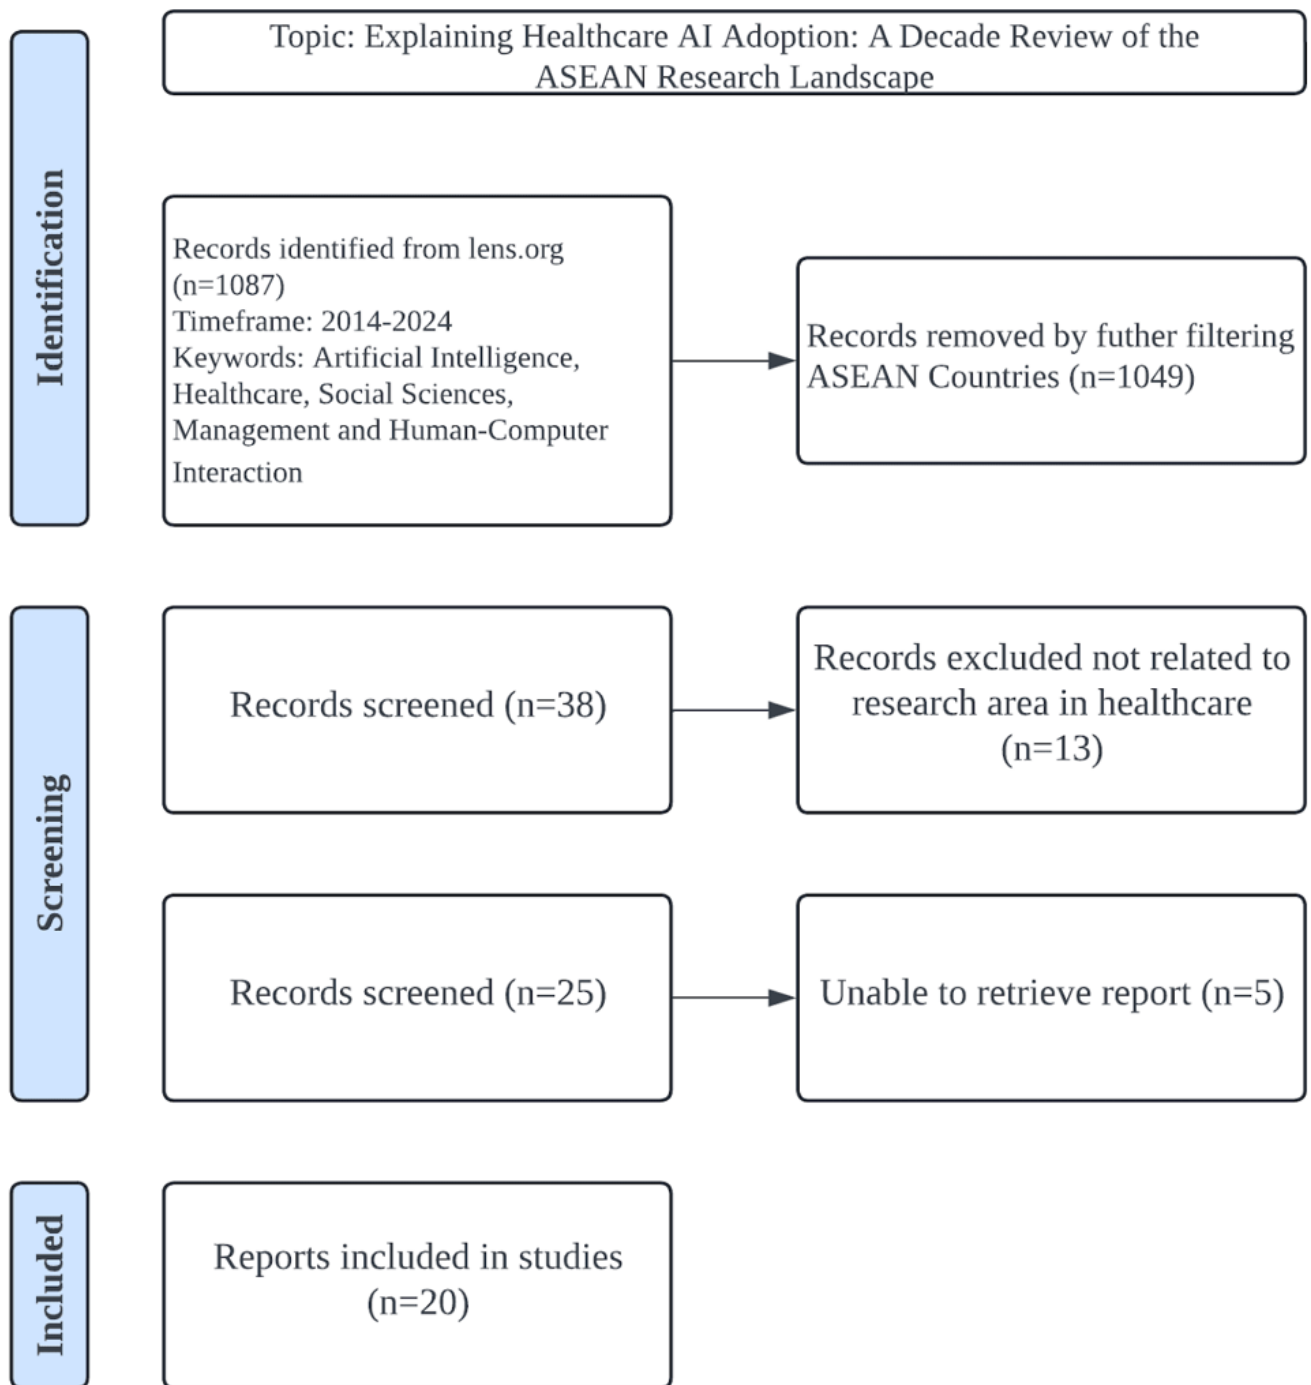 Topic: Explaining Healthcare AI Adoption: A Decade Review of the
ASEAN Research Landscape
Identification
Records identified from lens.org
(n=1087)
Timeframe: 2014-2024
Keywords: Artificial Intelligence,
Healthcare, Social Sciences,
Management and Human-Computer
Interaction
Records removed by futher filtering
ASEAN Countries (n=1049)
Screening
Records screened (n=38)
Records excluded not related to
research area in healthcare
(n=13)
Records screened (n=25)
Unable to retrieve report (n=5)
Included
Reports included in studies
(n=20)